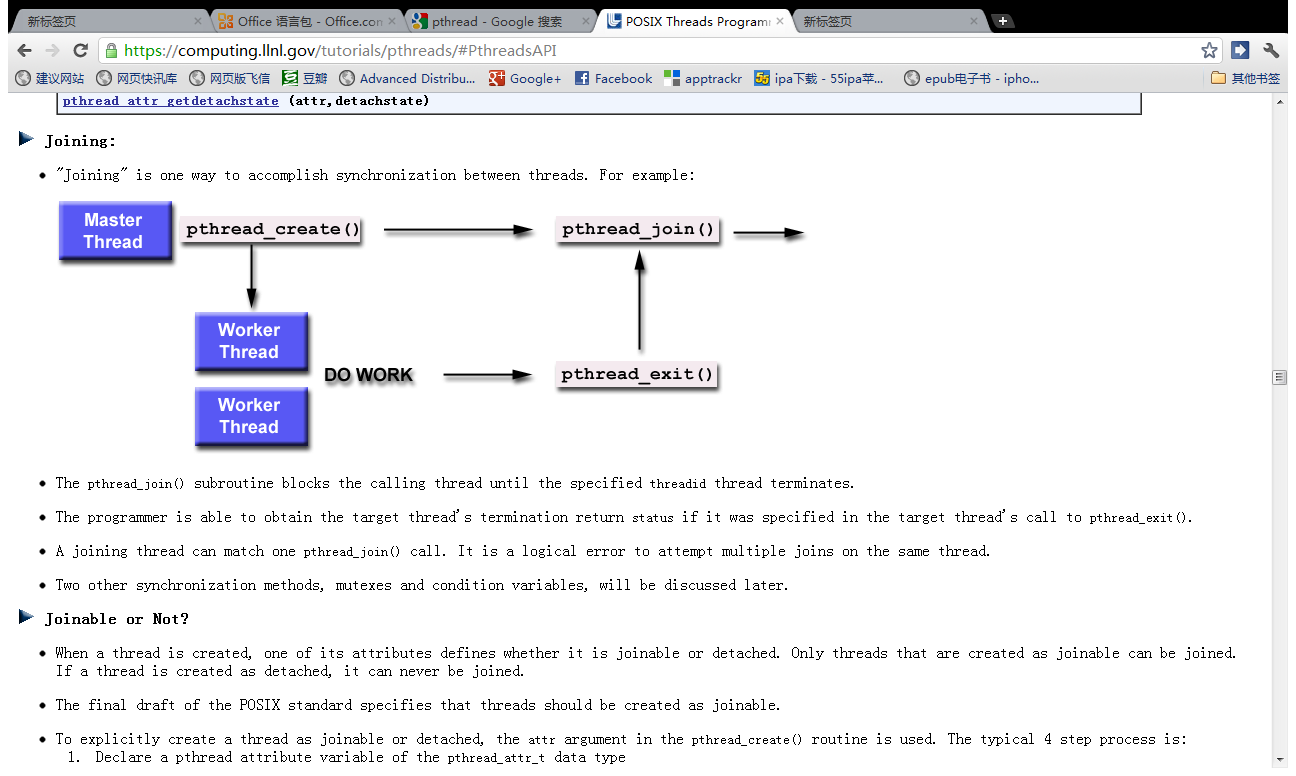 新标签页
Office 语言包 - Office.con
pthread - Google 搜索
POSIX Threads Programm
新标签页
https://computing.llnl.gov/tutorials/pthreads/#PthreadsAPI
建议网站
网页快讯库
网页版飞信
豆瓣
Advanced Distribu...
Google+
Facebook
apptrackr
ipa下载 - 55ipa苹...
epub电子书 - ipho...
其他书签
pthread_attr_getdetachstate (attr,detachstate)
Joining:
"Joining" is one way to accomplish synchronization between threads. For example:
Master
Thread
pthread_create()
pthread_join()
Worker
Thread
DO WORK
pthread_exit()
Worker
Thread
The pthread_join() subroutine blocks the calling thread until the specified threadid thread terminates.
The programmer is able to obtain the target thread's termination return status if it was specified in the target thread's call to pthread_exit().
A joining thread can match one pthread_join() call. It is a logical error to attempt multiple joins on the same thread.
Two other synchronization methods, mutexes and condition variables, will be discussed later.
Joinable or Not?
When a thread is created, one of its attributes defines whether it is joinable or detached. Only threads that are created as joinable can be joined.
If a thread is created as detached, it can never be joined.
The final draft of the POSIX standard specifies that threads should be created as joinable.
To explicitly create a thread as joinable or detached, the attr argument in the pthread_create() routine is used. The typical 4 step process is:
1. Declare a pthread attribute variable of the pthread_attr_t data type